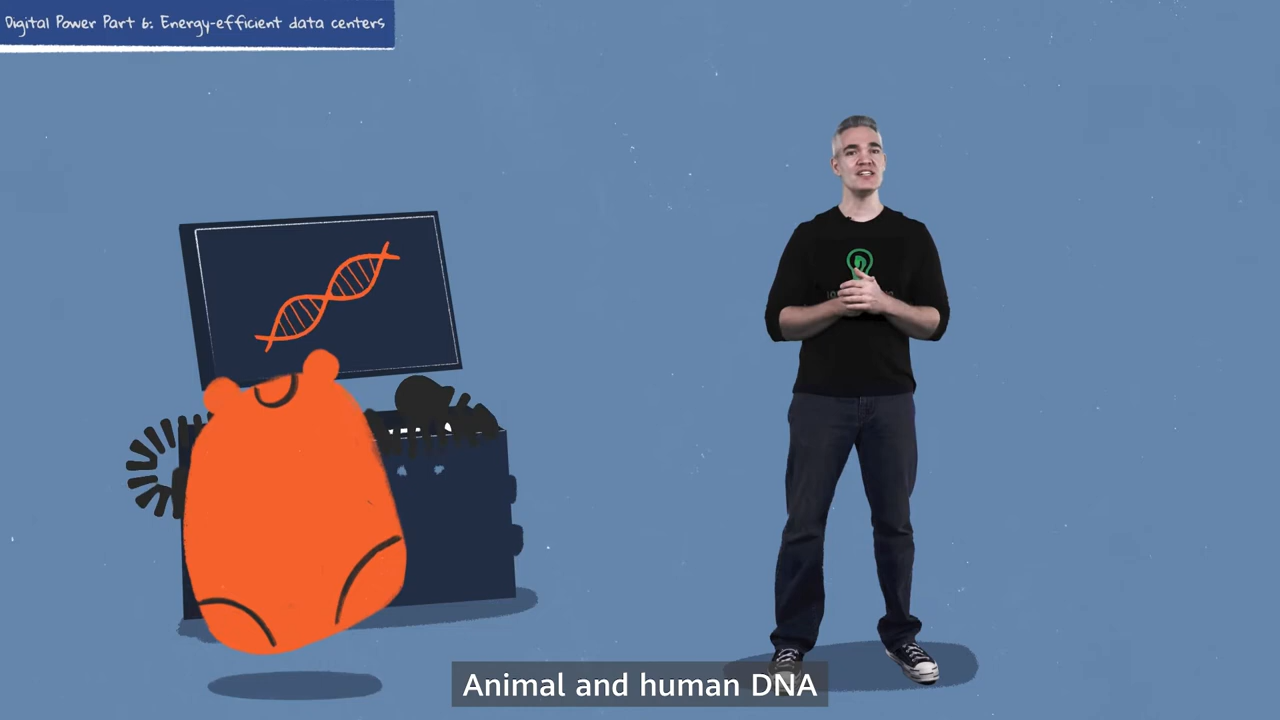 Digital Power Part 6: Energy-efficient data centers
Animal and human DNA